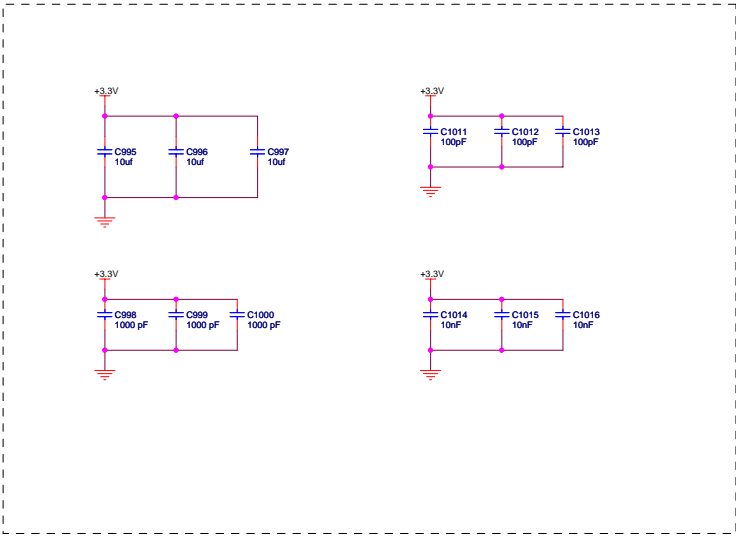 +3.3V
C995
10uf
C996
10uf
C997
10uf
+3.3V
C1011
100pF
C1012
100pF
C1013
100pF
+3.3V
C998
1000 pF
C999
1000 pF
C1000
1000 pF
+3.3V
C1014
10nF
C1015
10nF
C1016
10nF